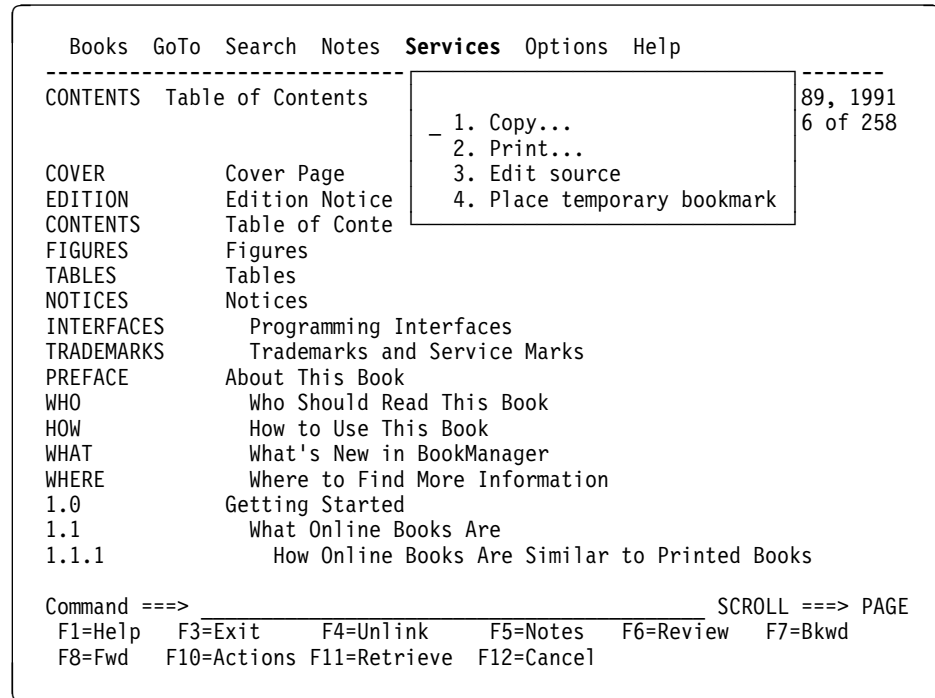 Books GoTo Search Notes Services Options Help
CONTENTS Table of Contents 89, 1991
_ 1. Copy... 6 of 258
2. Print...
COVER Cover Page 3. Edit source
EDITION Edition Notice 4. Place temporary bookmark
CONTENTS Table of Conte
FIGURES Figures
TABLES Tables
NOTICES Notices
INTERFACES Programming Interfaces
TRADEMARKS Trademarks and Service Marks
PREFACE About This Book
WHO Who Should Read This Book
HOW How to Use This Book
WHAT What's New in BookManager
WHERE Where to Find More Information
1.0 Getting Started
1.1 What Online Books Are
1.1.1 How Online Books Are Similar to Printed Books
Command ===> SCROLL ===> PAGE
F1=Help F3=Exit F4=Unlink F5=Notes F6=Review F7=Bkwd
F8=Fwd F10=Actions F11=Retrieve F12=Cancel